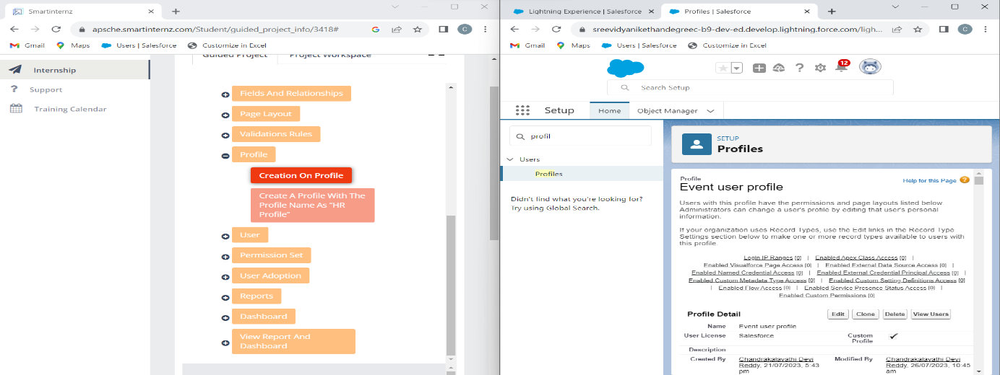 Smartinternz
apsche.smartinternz.com/Student/guided_project_info/3418#
C
Gmail
Maps
Users | Salesforce
Customize in Excel
Guided Project
Project Workspace
Internship
Support
Training Calendar
Fields And Relationships
Page Layout
Validations Rules
Profile
Creation On Profile
Create A Profile With The
Profile Name As “HR
Profile”
User
Permission Set
User Adoption
Reports
Dashboard
View Report And
Dashboard
Lightning Experience | Salesforce
Profiles | Salesforce
sreevidyanikethandegreec-b9-dev-ed.develop.lightning.force.com/ligh...
C
Gmail
Maps
Users | Salesforce
Customize in Excel
12
Search Setup
Setup
Home
Object Manager
profil
Users
Profiles
Didn't find what you're looking for?
Try using Global Search.
SETUP
Profiles
Profile
Event user profile
Help for this Page
Users with this profile have the permissions and page layouts listed below.
Administrators can change a user's profile by editing that user's personal
information.
If your organization uses Record Types, use the Edit links in the Record Type
Settings section below to make one or more record types available to users with
this profile.
Login IP Ranges [0] | Enabled Apex Class Access [0] |
Enabled Visualforce Page Access [0] | Enabled External Data Source Access [0] |
Enabled Named Credential Access [0] | Enabled External Credential Principal Access [0] |
Enabled Custom Metadata Type Access [0] | Enabled Custom Setting Definitions Access [0]
| Enabled Flow Access [0] | Enabled Service Presence Status Access [0] |
Enabled Custom Permissions [0]
Profile Detail
Edit
Clone
Delete
View Users
Name
Event user profile
User License
Salesforce
Custom
Profile
Description
Created By
Chandrakalavathi Devi
Reddy, 21/07/2023, 5:43
pm
Modified By
Chandrakalavathi Devi
Reddy, 26/07/2023, 10:45
am